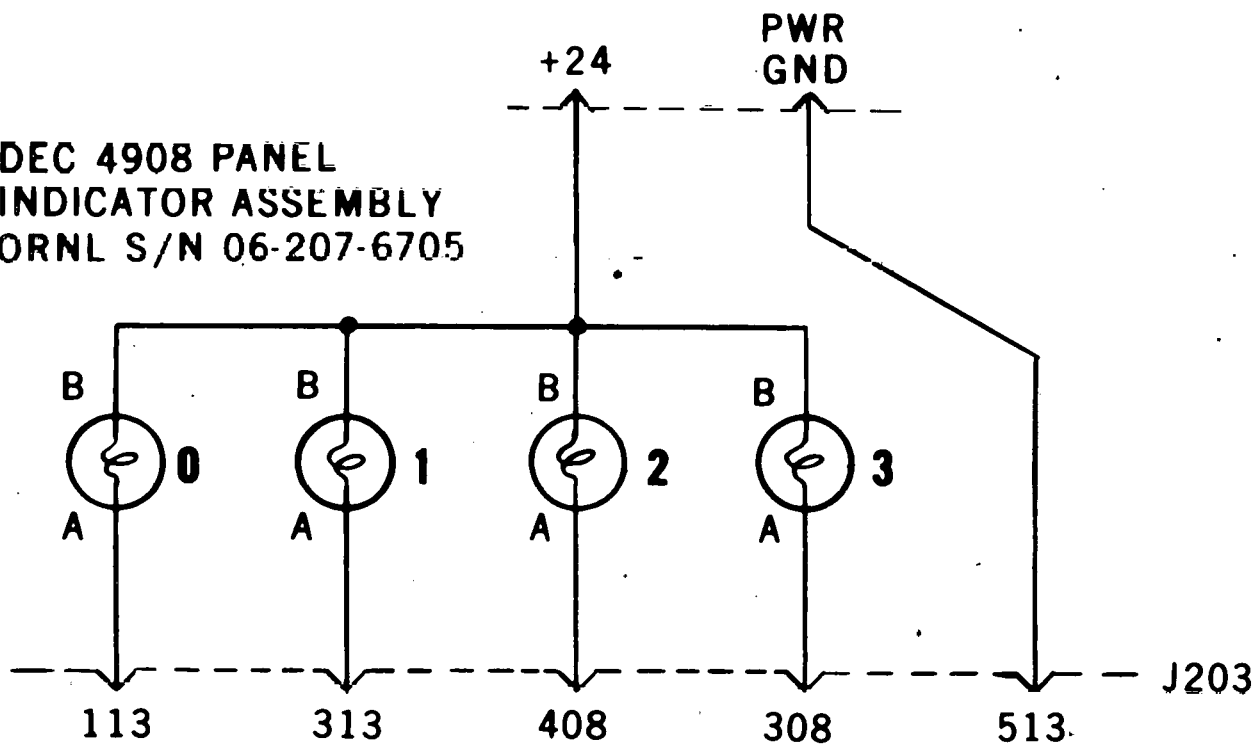 +24
PWR
GND
DEC 4908 PANEL
INDICATOR ASSEMBLY
ORNL S/N 06-207-6705
B B B B
0 1 2 3
A A A A
J203
113 313 408 308 513